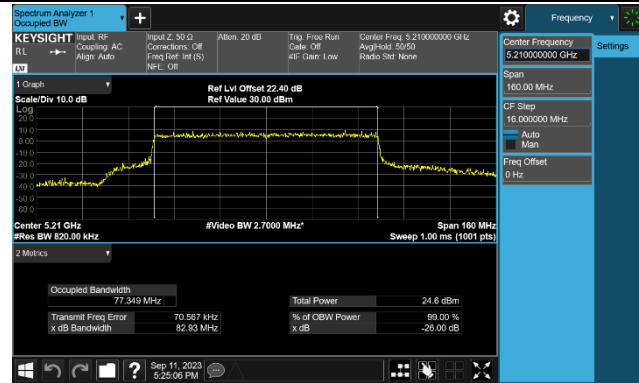 Spectrum Analyzer 1
Occupied BW
Frequency
KEYSIGHT
RL
LXI
Input: RF
Coupling: AC
Align: Auto
Input Z: 50 Ω
Corrections: Off
Freq Ref: Int (S)
NFE: Off
Atten: 20 dB
Trig: Free Run
Gate: Off
#IF Gain: Low
Center Freq: 5.210000000 GHz
Avg|Hold: 50/50
Radio Std: None
Center Frequency
5.210000000 GHz
Settings
Span
160.00 MHz
CF Step
16.000000 MHz
Auto
Man
Freq Offset
0 Hz
1 Graph
Scale/Div 10.0 dB
Ref Lvl Offset 22.40 dB
Ref Value 30.00 dBm
Log
20.0
10.0
0.00
-10.0
-20.0
-30.0
-40.0
-50.0
-60.0
Center 5.21 GHz
#Video BW 2.7000 MHz*
Span 160 MHz
#Res BW 820.00 kHz
Sweep 1.00 ms (1001 pts)
2 Metrics
Occupied Bandwidth
77.349 MHz
Total Power 24.6 dBm
Transmit Freq Error 70.567 kHz
% of OBW Power 99.00 %
x dB Bandwidth 82.93 MHz
x dB -26.00 dB
?
Sep 11, 2023
5:25:06 PM